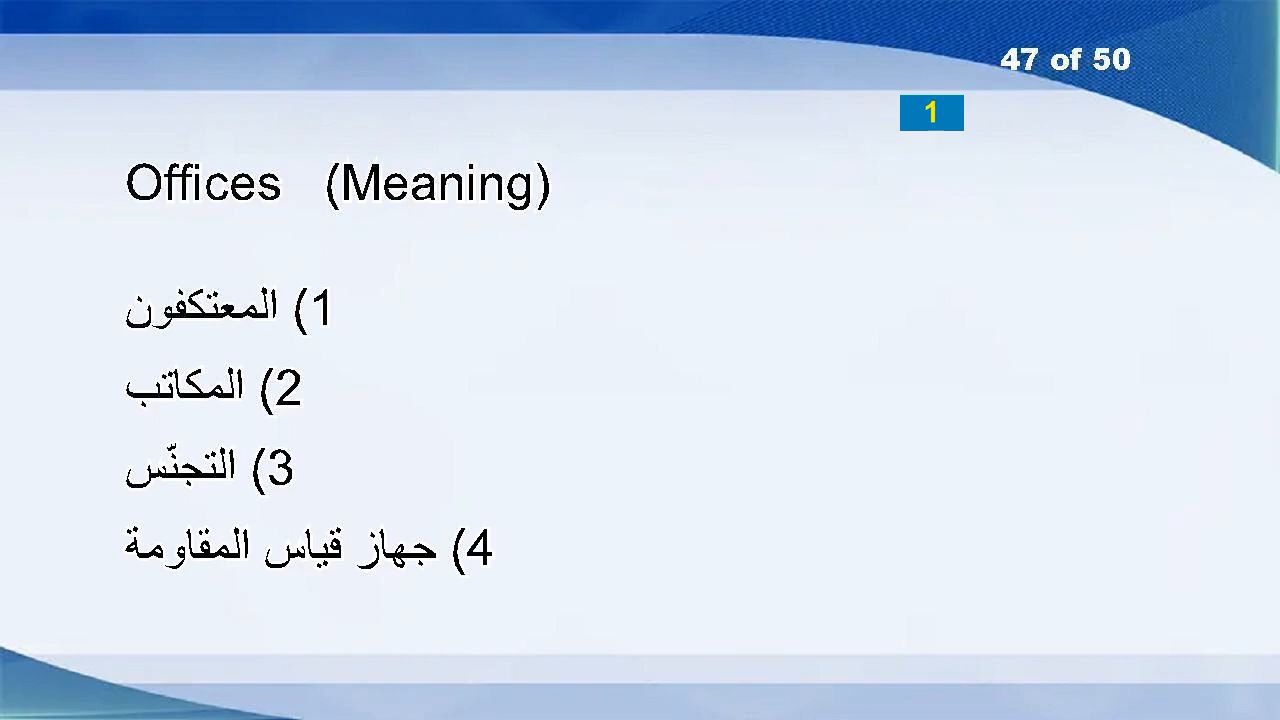 47 of 50
1
Offices (Meaning)
1) المعتكفون
2) المكاتب
3) التجنّس
4) جهاز قياس المقاومة